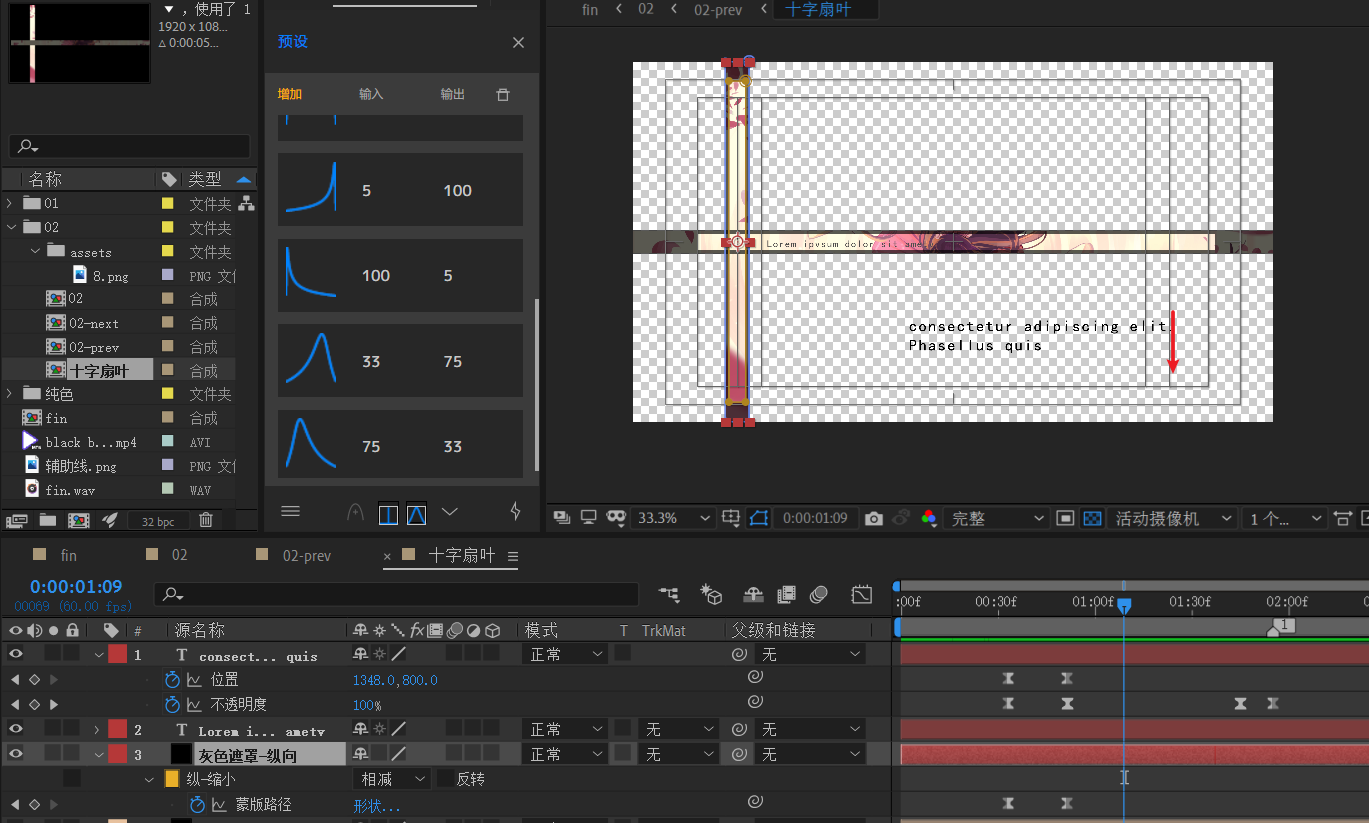 ，使用了 1
1920 x 108...
△ 0:00:05...
名称
类型
01
文件夹
02
文件夹
assets
文件夹
8.png
PNG 文件
02
合成
02-next
合成
02-prev
合成
十字扇叶
合成
纯色
文件夹
fin
合成
black b...mp4
AVI
辅助线.png
PNG 文件
fin.wav
WAV
32 bpc
预设
增加
输入
输出
5
100
100
5
33
75
75
33
fin
02
02-prev
十字扇叶
Lorem ipvsum dolor sit ame
consectetur adipiscing elit.
Phasellus quis
33.3%
0:00:01:09
完整
活动摄像机
1 个...
fin
02
02-prev
十字扇叶
0:00:01:09
00069 (60.00 fps)
:00f
00:30f
01:00f
01:30f
02:00f
1
#
源名称
fx
模式
T
TrkMat
父级和链接
1
T
consect... quis
正常
无
位置
1348.0,800.0
不透明度
100%
2
T
Lorem i... ametv
正常
无
无
3
灰色遮罩-纵向
正常
无
无
纵-缩小
相减
反转
蒙版路径
形状...